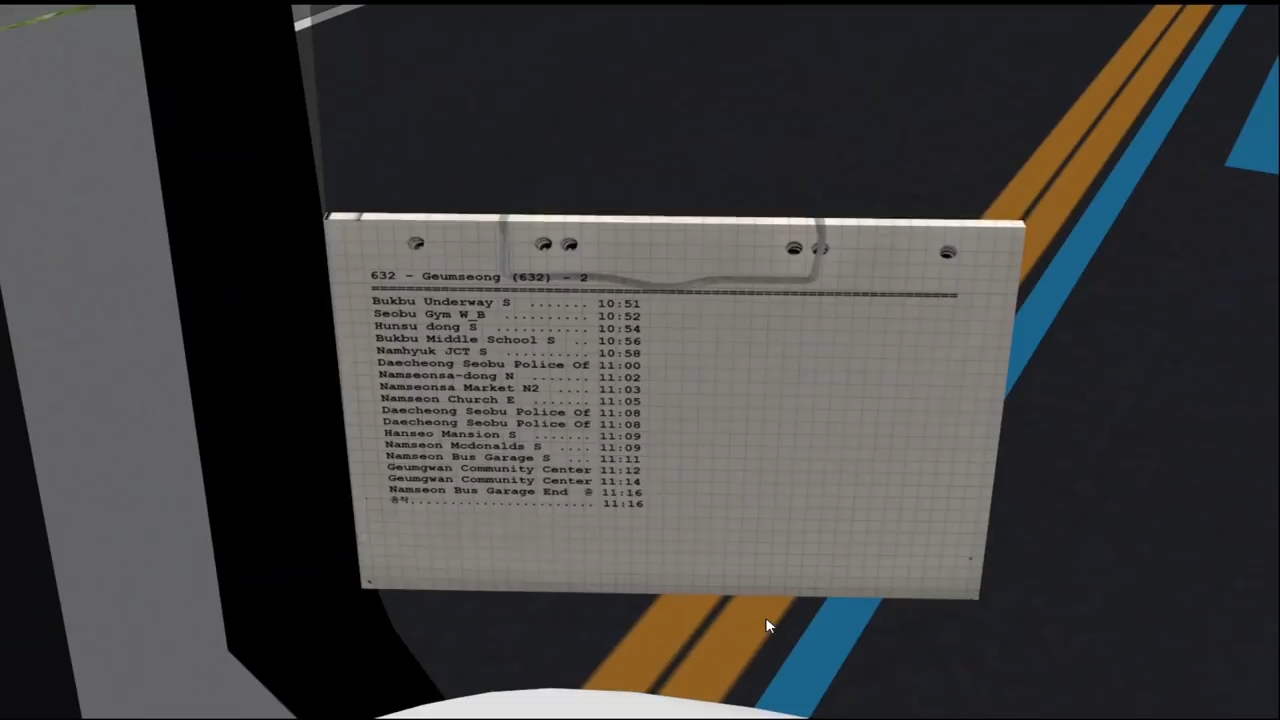 632 - Geumseong (632) - 2
Bukbu Underway S ....... 10:51
Seobu Gym W_B .......... 10:52
Hunsu dong S ........... 10:54
Bukbu Middle School S .. 10:56
Namhyuk JCT S .......... 10:58
Daecheong Seobu Police Of 11:00
Namseonsa-dong N ....... 11:02
Namseonsa Market N2 .... 11:03
Namseon Church E ....... 11:05
Daecheong Seobu Police Of 11:08
Daecheong Seobu Police Of 11:08
Hanseo Mansion S ....... 11:09
Namseon Mcdonalds S .... 11:09
Namseon Bus Garage S ... 11:11
Geumgwan Community Center 11:12
Geumgwan Community Center 11:14
Namseon Bus Garage End 11:16
...................... 11:16